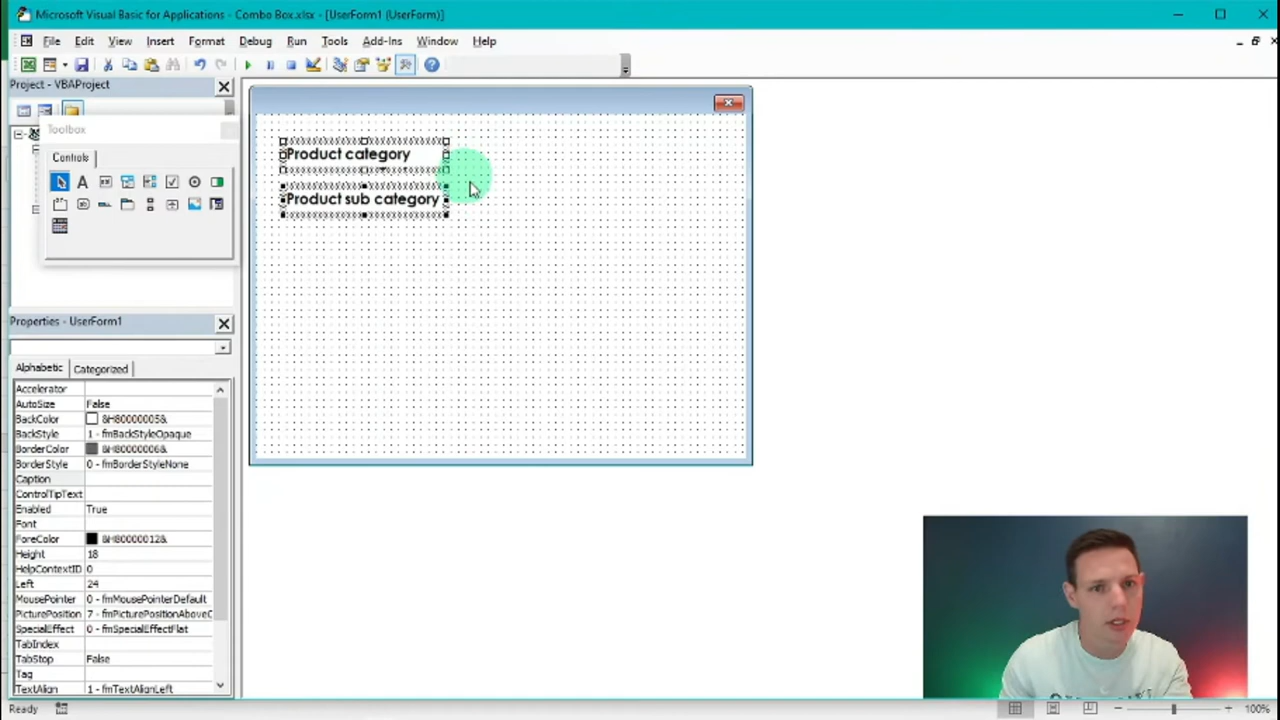 Microsoft Visual Basic for Applications - Combo Box.xlsx - [UserForm1 (UserForm)]
File Edit View Insert Format Debug Run Tools Add-Ins Window Help
Project - VBAProject
Toolbox
Controls
Product category
Product sub category
Properties - UserForm1
Alphabetic Categorized
Accelerator
AutoSize False
BackColor &H80000005&
BackStyle 1 - fmBackStyleOpaque
BorderColor &H80000006&
BorderStyle 0 - fmBorderStyleNone
Caption
ControlTipText
Enabled True
Font
ForeColor &H80000012&
Height 18
HelpContextID 0
Left 24
MousePointer 0 - fmMousePointerDefault
PicturePosition 7 - fmPicturePositionAboveC
SpecialEffect 0 - fmSpecialEffectFlat
TabIndex
TabStop False
Tag
TextAlign 1 - fmTextAlignLeft
Ready
100%